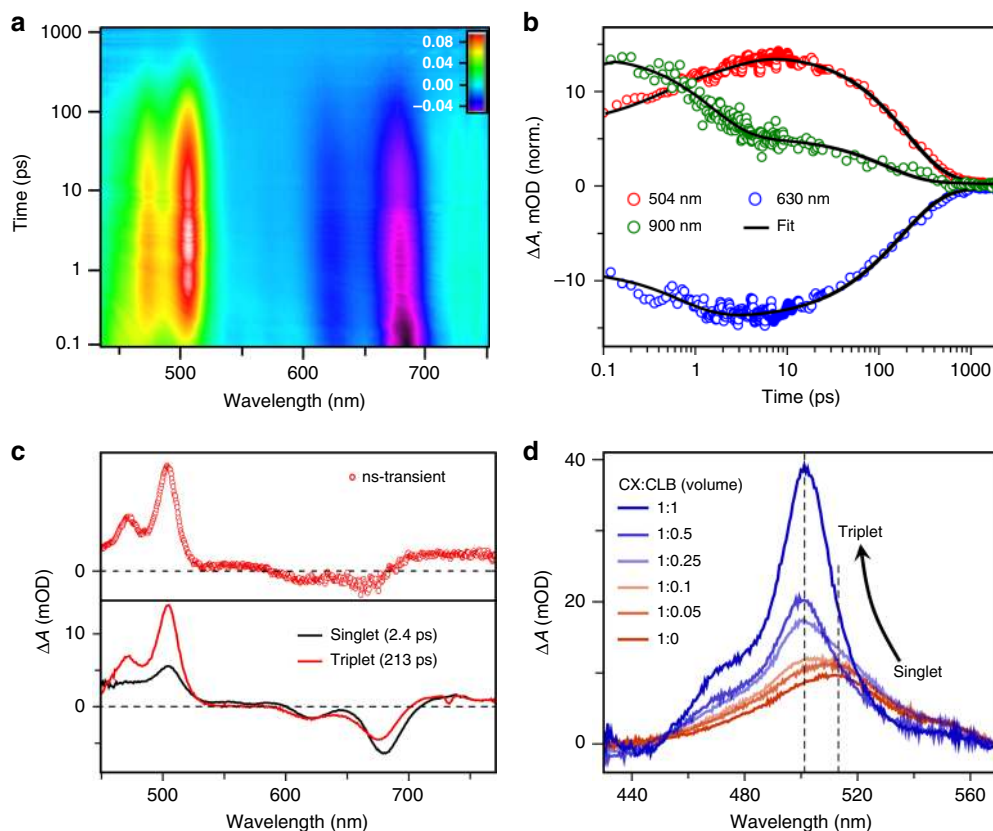 a
1000
100
10
1
0.1
Time (ps)
0.08
0.04
0.00
−0.04
500
600
700
Wavelength (nm)
b
10
0
−10
ΔA, mOD (norm.)
504 nm
630 nm
900 nm
Fit
0.1
1
10
100
1000
Time (ps)
c
ns-transient
0
10
0
ΔA (mOD)
Singlet (2.4 ps)
Triplet (213 ps)
500
600
700
Wavelength (nm)
d
40
20
0
ΔA (mOD)
CX:CLB (volume)
1:1
1:0.5
1:0.25
1:0.1
1:0.05
1:0
Triplet
Singlet
440
480
520
560
Wavelength (nm)